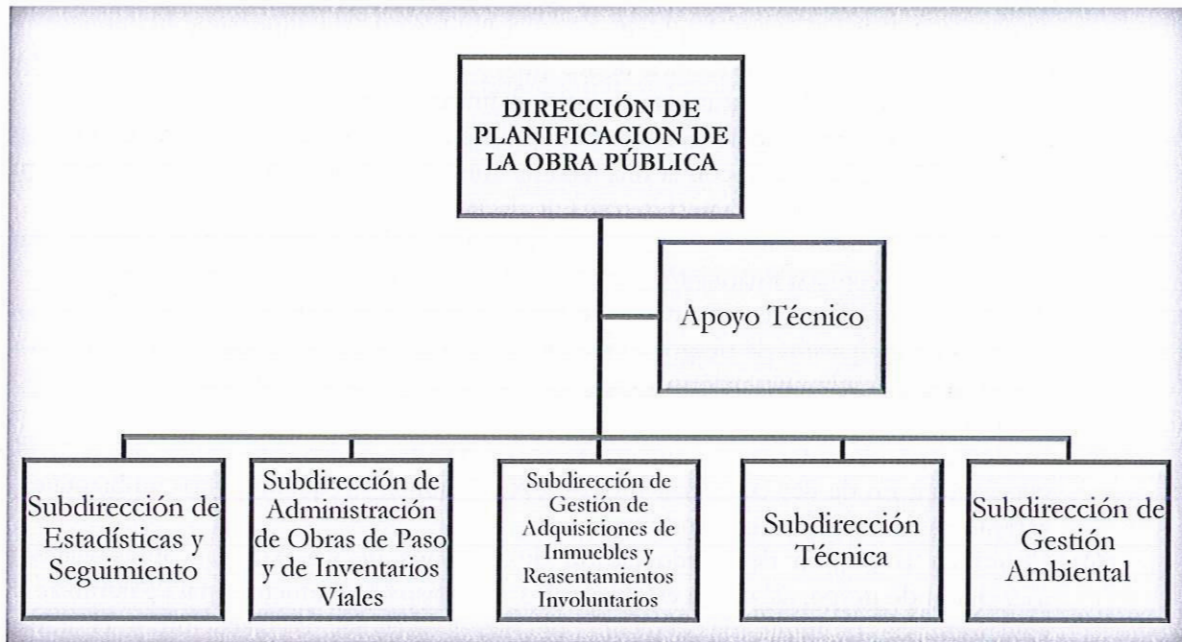 DIRECCIÓN DE
PLANIFICACION DE
LA OBRA PÚBLICA
Apoyo Técnico
Subdirección de
Estadísticas y
Seguimiento
Subdirección de
Administración
de Obras de Paso
y de Inventarios
Viales
Subdirección de
Gestión de
Adquisiciones de
Inmuebles y
Reasentamientos
Involuntarios
Subdirección
Técnica
Subdirección de
Gestión
Ambiental